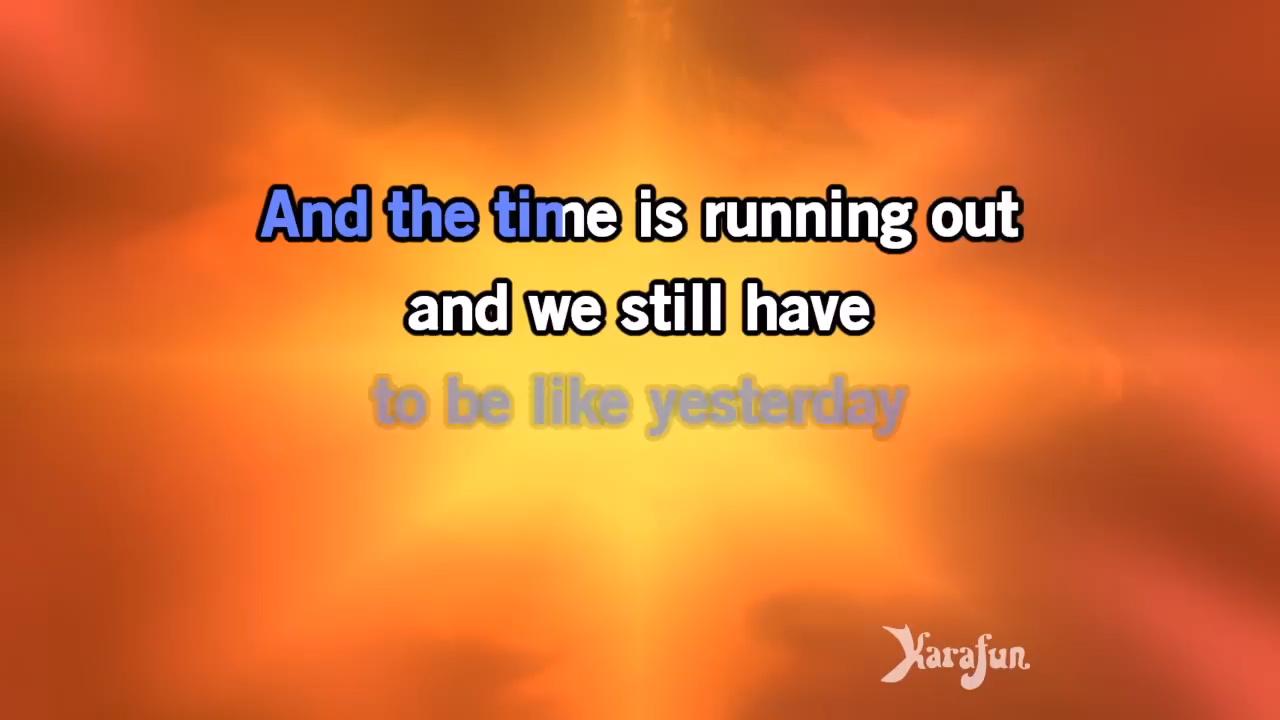 And the time is running out
and we still have
to be like yesterday
Karafun